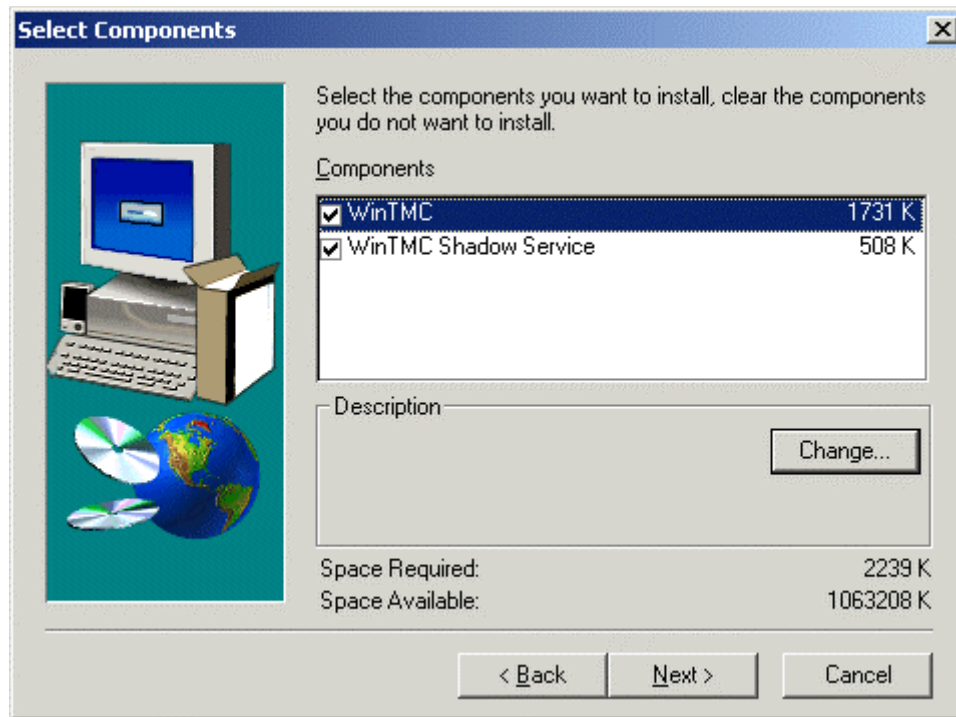 Select Components
Select the components you want to install, clear the components
you do not want to install.
Components
WinTMC 1731 K
WinTMC Shadow Service 508 K
Description
Change...
Space Required: 2239 K
Space Available: 1063208 K
< Back Next > Cancel